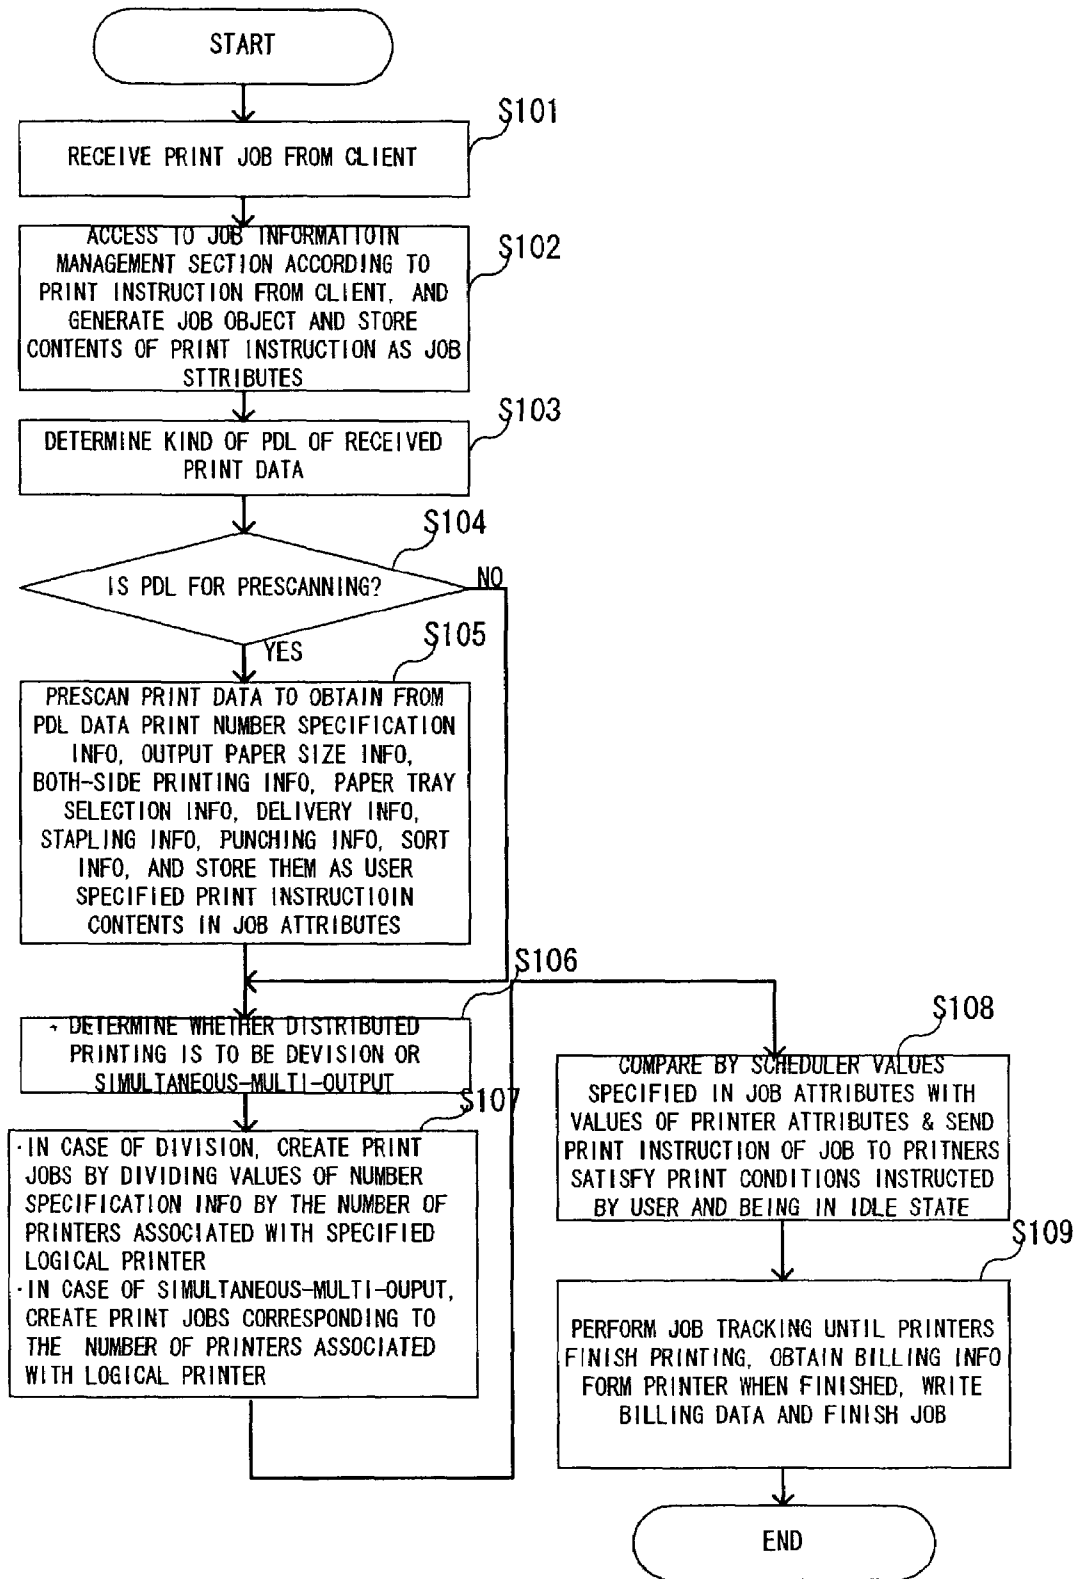 START
S101
RECEIVE PRINT JOB FROM CLIENT
S102
ACCESS TO JOB INFORMATIOIN
MANAGEMENT SECTION ACCORDING TO
PRINT INSTRUCTION FROM CLIENT, AND
GENERATE JOB OBJECT AND STORE
CONTENTS OF PRINT INSTRUCTION AS JOB
STTRIBUTES
S103
DETERMINE KIND OF PDL OF RECEIVED
PRINT DATA
S104
IS PDL FOR PRESCANNING?
NO
YES
S105
PRESCAN PRINT DATA TO OBTAIN FROM
PDL DATA PRINT NUMBER SPECIFICATION
INFO, OUTPUT PAPER SIZE INFO,
BOTH-SIDE PRINTING INFO, PAPER TRAY
SELECTION INFO, DELIVERY INFO,
STAPLING INFO, PUNCHING INFO, SORT
INFO, AND STORE THEM AS USER
SPECIFIED PRINT INSTRUCTIOIN
CONTENTS IN JOB ATTRIBUTES
S106
DETERMINE WHETHER DISTRIBUTED
PRINTING IS TO BE DEVISION OR
SIMULTANEOUS-MULTI-OUTPUT
S107
·IN CASE OF DIVISION, CREATE PRINT
JOBS BY DIVIDING VALUES OF NUMBER
SPECIFICATION INFO BY THE NUMBER OF
PRINTERS ASSOCIATED WITH SPECIFIED
LOGICAL PRINTER
·IN CASE OF SIMULTANEOUS-MULTI-OUPUT,
CREATE PRINT JOBS CORRESPONDING TO
THE NUMBER OF PRINTERS ASSOCIATED
WITH LOGICAL PRINTER
S108
COMPARE BY SCHEDULER VALUES
SPECIFIED IN JOB ATTRIBUTES WITH
VALUES OF PRINTER ATTRIBUTES & SEND
PRINT INSTRUCTION OF JOB TO PRITNERS
SATISFY PRINT CONDITIONS INSTRUCTED
BY USER AND BEING IN IDLE STATE
S109
PERFORM JOB TRACKING UNTIL PRINTERS
FINISH PRINTING, OBTAIN BILLING INFO
FORM PRINTER WHEN FINISHED, WRITE
BILLING DATA AND FINISH JOB
END